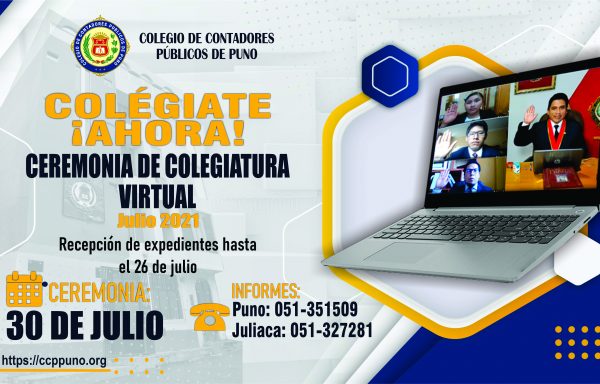 COLEGIO DE CONTADORES
PÚBLICOS DE PUNO
COLÉGIATE
¡AHORA!
CEREMONIA DE COLEGIATURA
VIRTUAL
Julio 2021
Recepción de expedientes hasta
el 26 de julio
CEREMONIA:
30 DE JULIO
INFORMES:
Puno: 051-351509
Juliaca: 051-327281
https://ccppuno.org